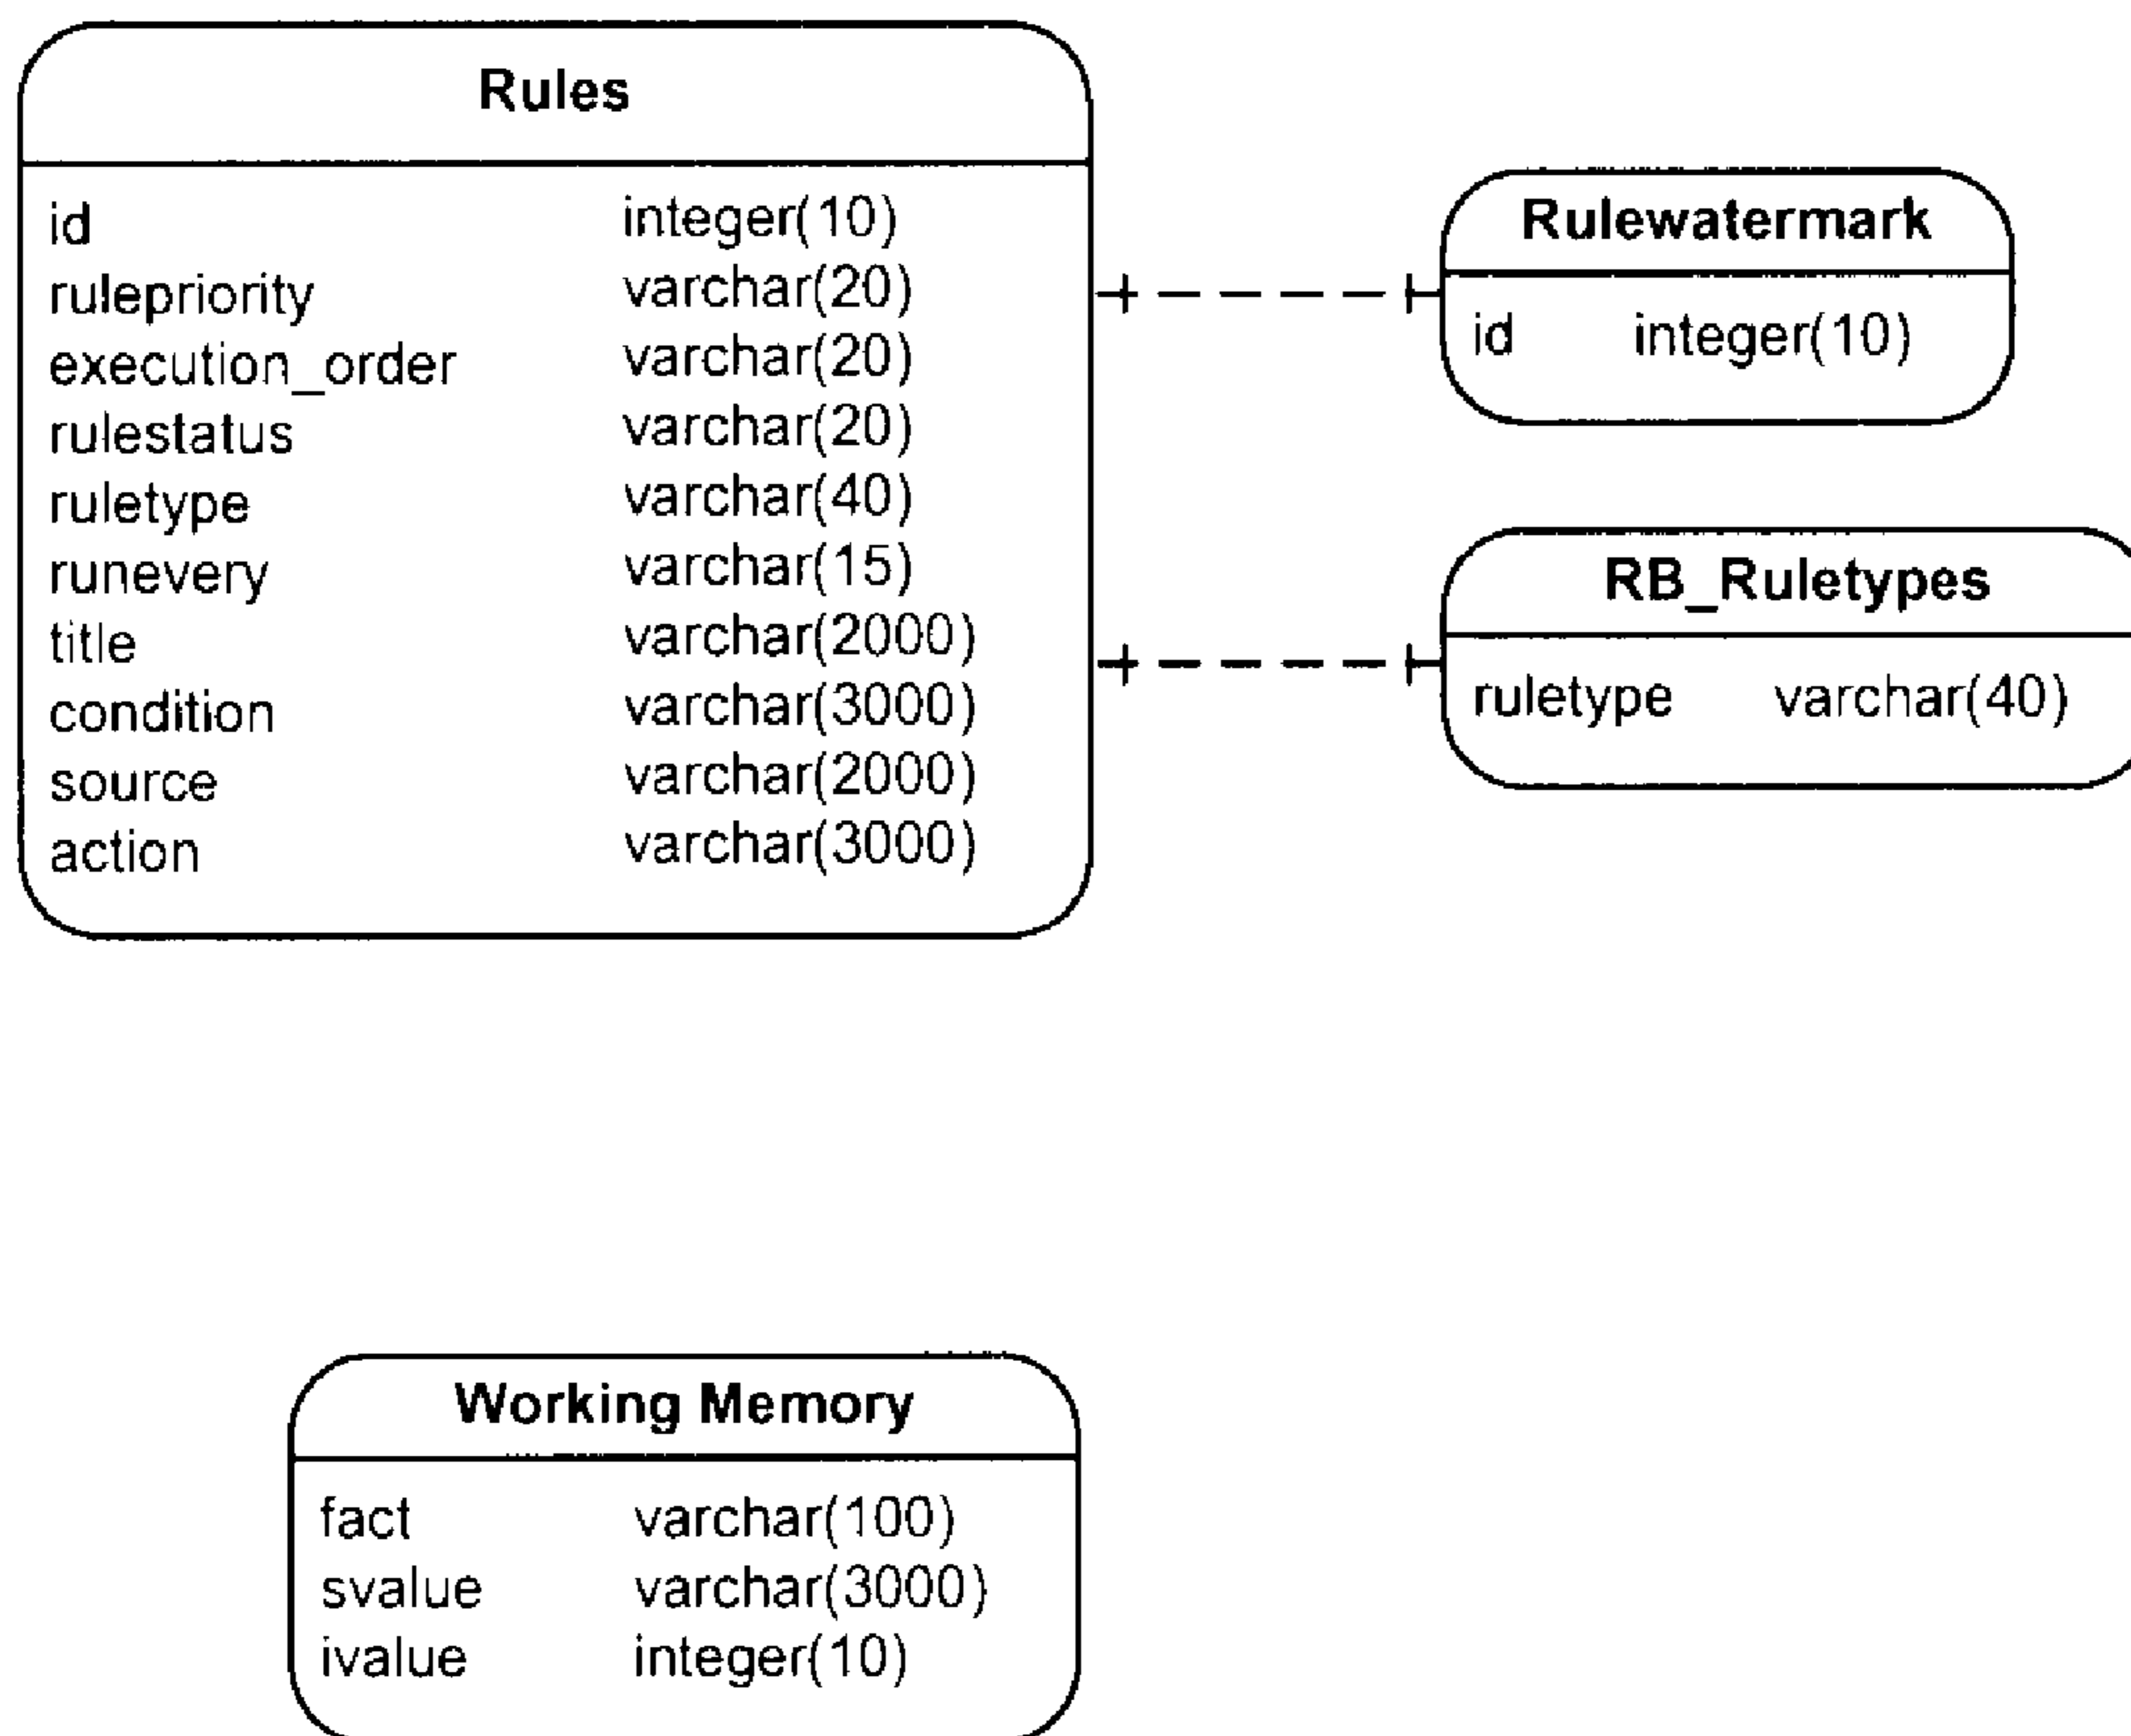 Rules
id integer(10)
rulepriority varchar(20)
execution_order varchar(20)
rulestatus varchar(20)
ruletype varchar(40)
runevery varchar(15)
title varchar(2000)
condition varchar(3000)
source varchar(2000)
action varchar(3000)
Rulewatermark
id integer(10)
RB_Ruletypes
ruletype varchar(40)
Working Memory
fact varchar(100)
svalue varchar(3000)
ivalue integer(10)